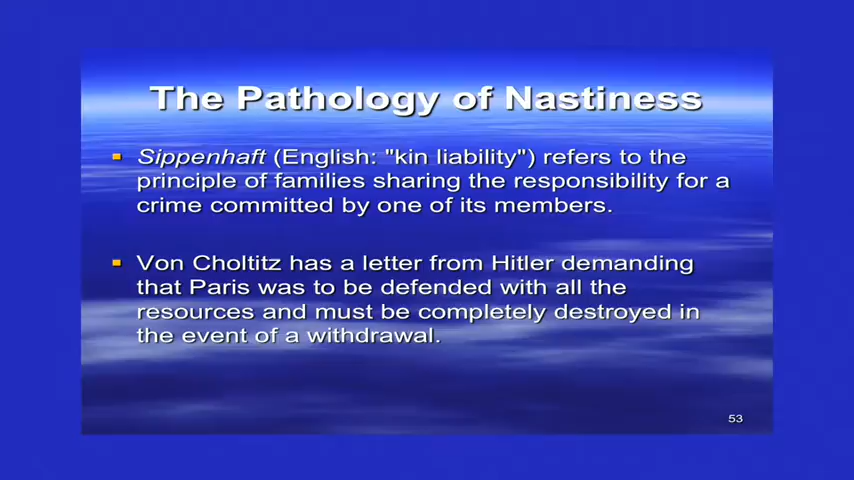 The Pathology of Nastiness
Sippenhaft (English: "kin liability") refers to the
principle of families sharing the responsibility for a
crime committed by one of its members.
Von Choltitz has a letter from Hitler demanding
that Paris was to be defended with all the
resources and must be completely destroyed in
the event of a withdrawal.
53